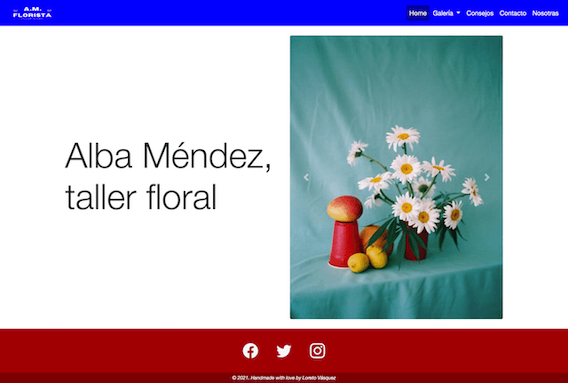 A.M.
FLORISTA
Home Galería Consejos Contacto Nosotras
Alba Méndez,
taller floral
© 2021. Handmade with love by Loreto Vázquez